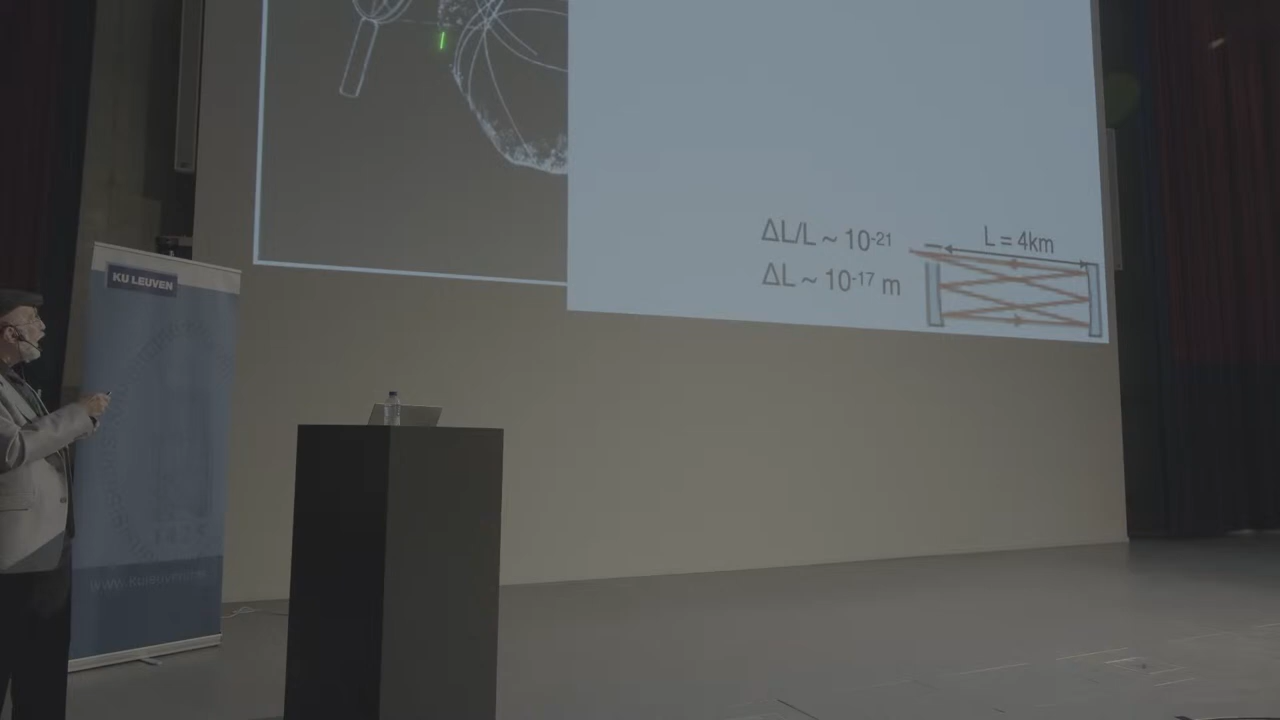 KU LEUVEN
ΔL/L ~ 10⁻²¹
L = 4km
ΔL ~ 10⁻¹⁷ m